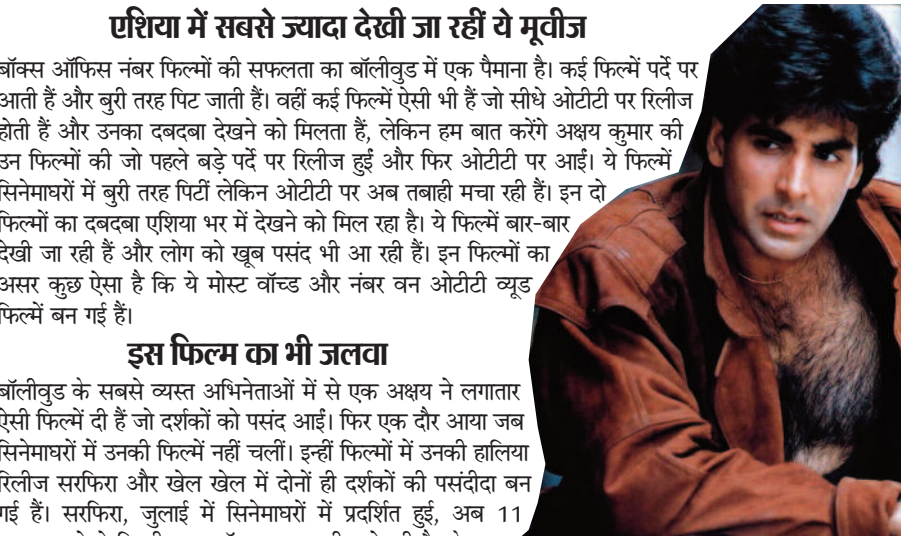 एशिया में सबसे ज्यादा देखी जा रहीं ये मूवीज
बॉक्स ऑफिस नंबर फिल्मों की सफलता का बॉलीवुड में एक पैमाना है। कई फिल्में पर्दे पर
आती हैं और बुरी तरह पिट जाती हैं। वहीं कई फिल्में ऐसी भी हैं जो सीधे ओटीटी पर रिलीज
होती हैं और उनका दबदबा देखने को मिलता हैं, लेकिन हम बात करेंगे अक्षय कुमार की
उन फिल्मों की जो पहले बड़े पर्दे पर रिलीज हुईं और फिर ओटीटी पर आईं। ये फिल्में
सिनेमाघरों में बुरी तरह पिटीं लेकिन ओटीटी पर अब तबाही मचा रही हैं। इन दो
फिल्मों का दबदबा एशिया भर में देखने को मिल रहा है। ये फिल्में बार-बार
देखी जा रही हैं और लोग को खूब पसंद भी आ रही हैं। इन फिल्मों का
असर कुछ ऐसा है कि ये मोस्ट वॉच्ड और नंबर वन ओटीटी व्यूड
फिल्में बन गई हैं।
इस फिल्म का भी जलवा
बॉलीवुड के सबसे व्यस्त अभिनेताओं में से एक अक्षय ने लगातार
ऐसी फिल्में दी हैं जो दर्शकों को पसंद आईं। फिर एक दौर आया जब
सिनेमाघरों में उनकी फिल्में नहीं चलीं। इन्हीं फिल्मों में उनकी हालिया
रिलीज सरफिरा और खेल खेल में दोनों ही दर्शकों की पसंदीदा बन
गई हैं। सरफिरा, जुलाई में सिनेमाघरों में प्रदर्शित हुई, अब 11